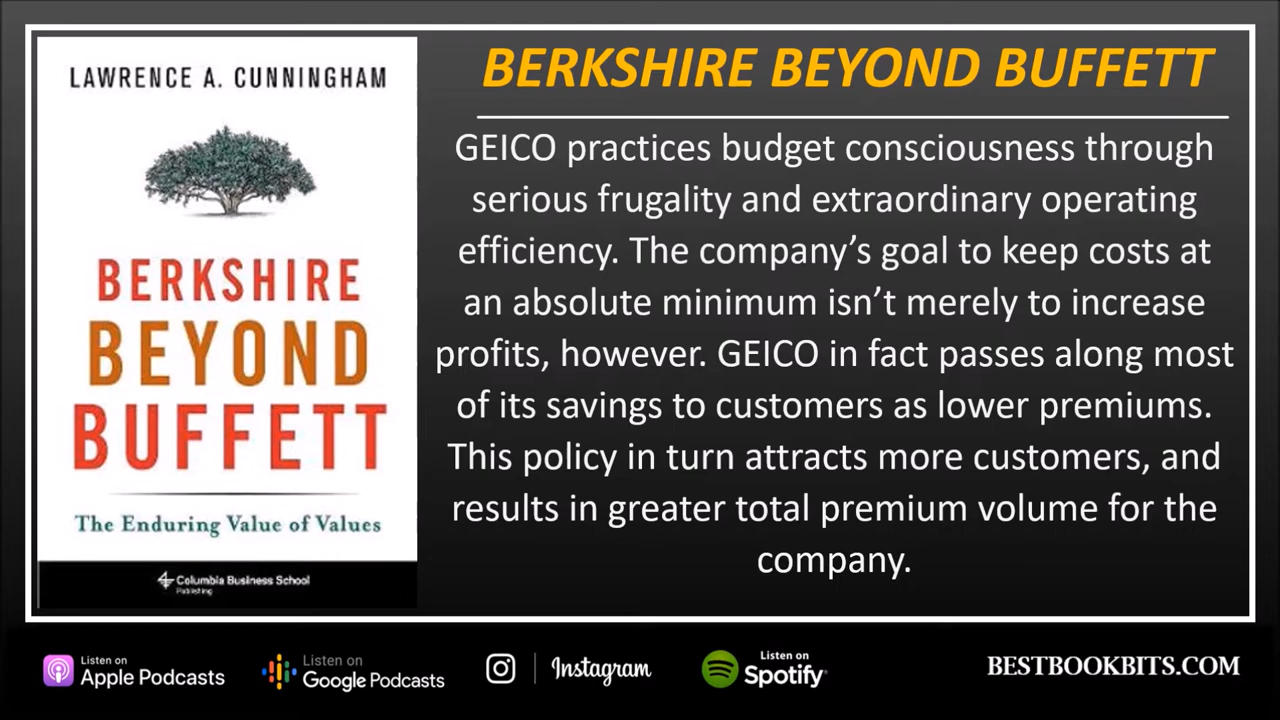 LAWRENCE A. CUNNINGHAM
BERKSHIRE
BEYOND
BUFFETT
The Enduring Value of Values
Columbia Business School
Publishing
BERKSHIRE BEYOND BUFFETT
GEICO practices budget consciousness through
serious frugality and extraordinary operating
efficiency. The company’s goal to keep costs at
an absolute minimum isn’t merely to increase
profits, however. GEICO in fact passes along most
of its savings to customers as lower premiums.
This policy in turn attracts more customers, and
results in greater total premium volume for the
company.
Listen on
Apple Podcasts
Listen on
Google Podcasts
Instagram
Listen on
Spotify
BESTBOOKBITS.COM